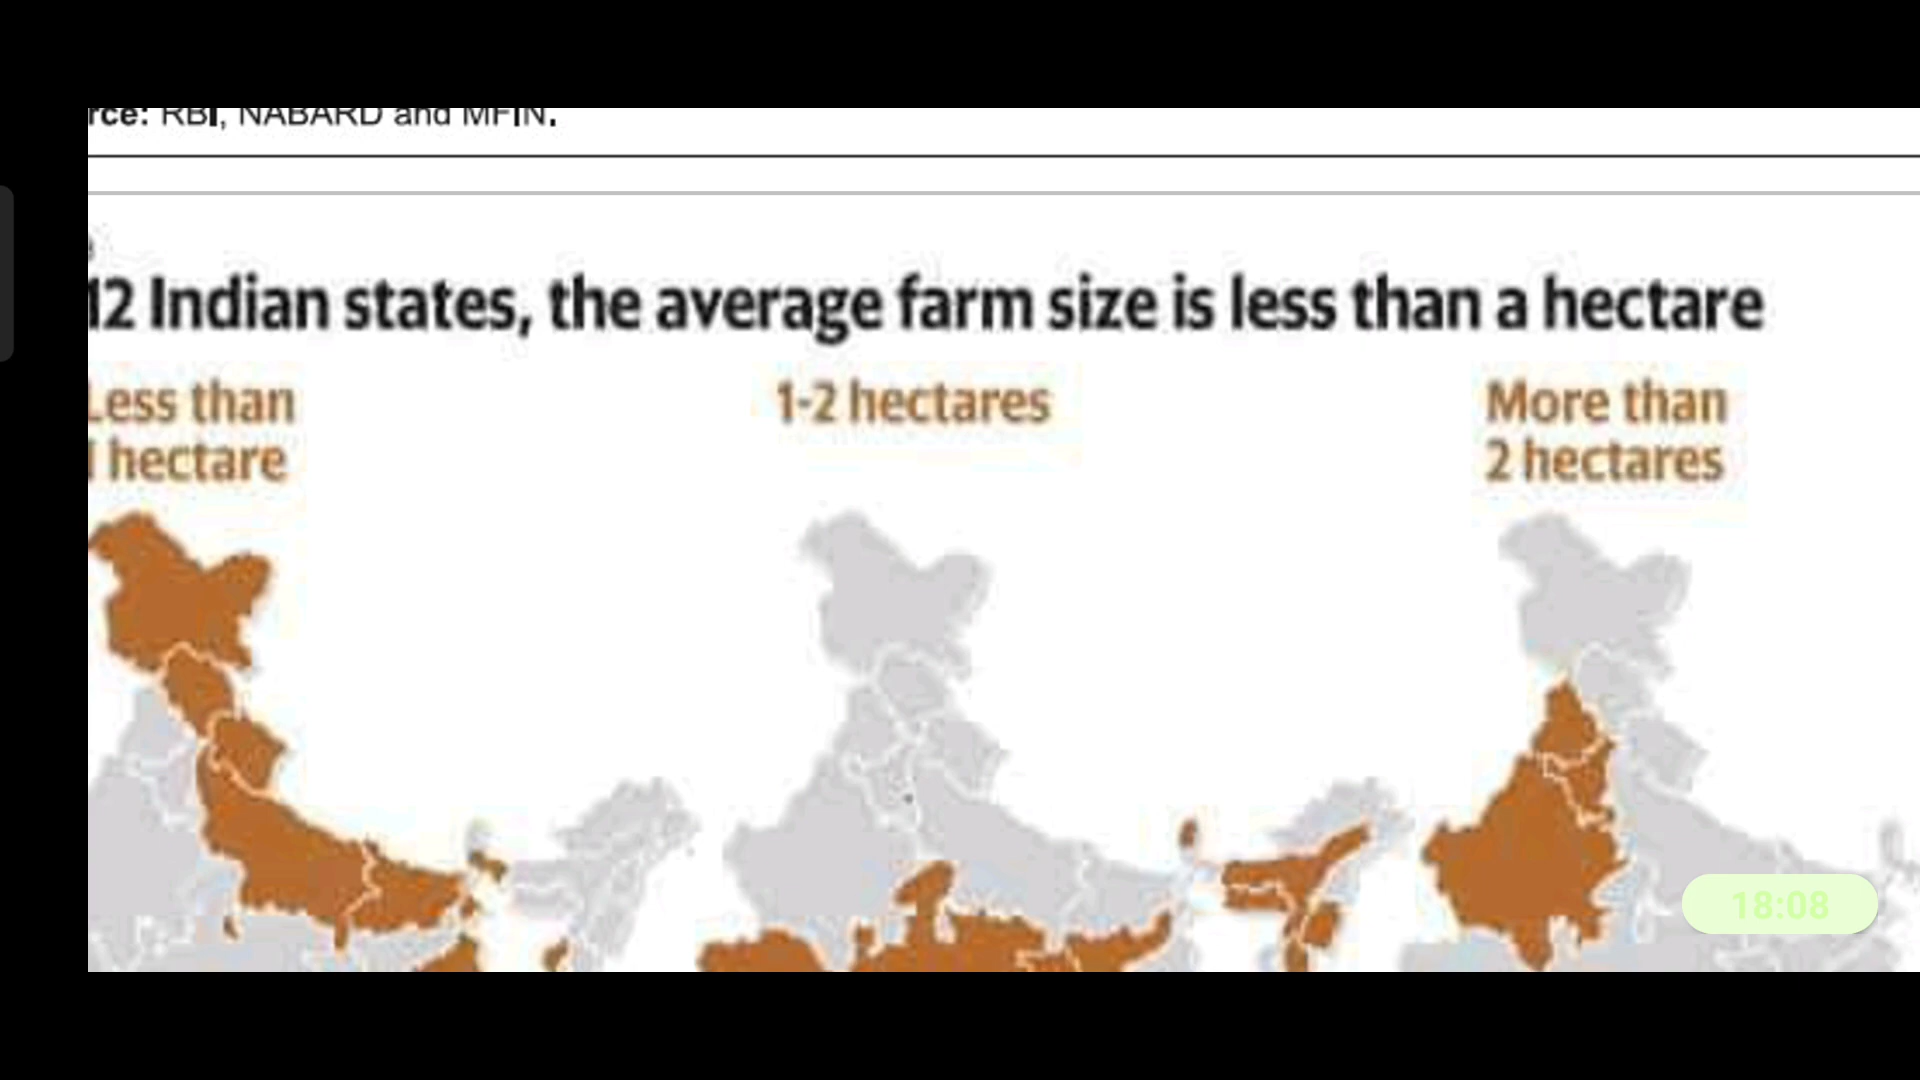 rce: RBI, NABARD and MFIN.
12 Indian states, the average farm size is less than a hectare
Less than
1 hectare
1-2 hectares
More than
2 hectares
18:08